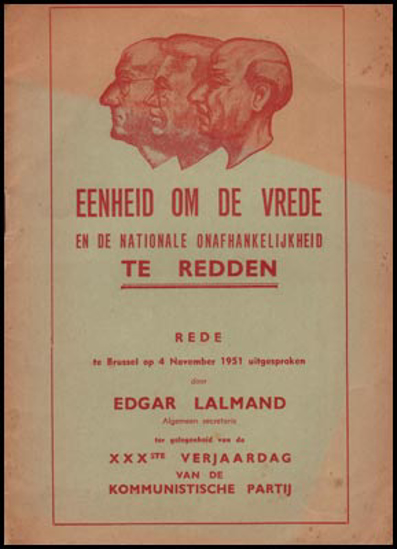 EENHEID OM DE VREDE
EN DE NATIONALE ONAFHANKELIJKHEID
TE REDDEN
REDE
te Brussel op 4 November 1951 uitgesproken
door
EDGAR LALMAND
Algemeen secretaris
ter gelegenheid van de
XXXSTE VERJAARDAG
VAN DE
KOMMUNISTISCHE PARTIJ